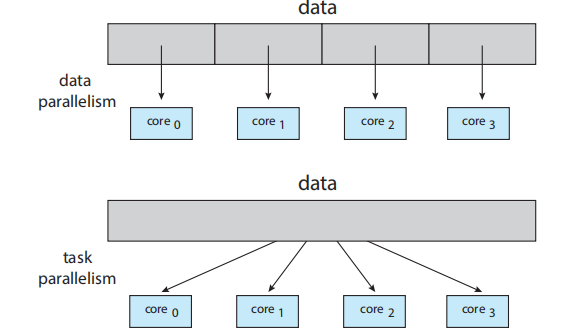 data
data
parallelism
core 0
core 1
core 2
core 3
data
task
parallelism
core 0
core 1
core 2
core 3